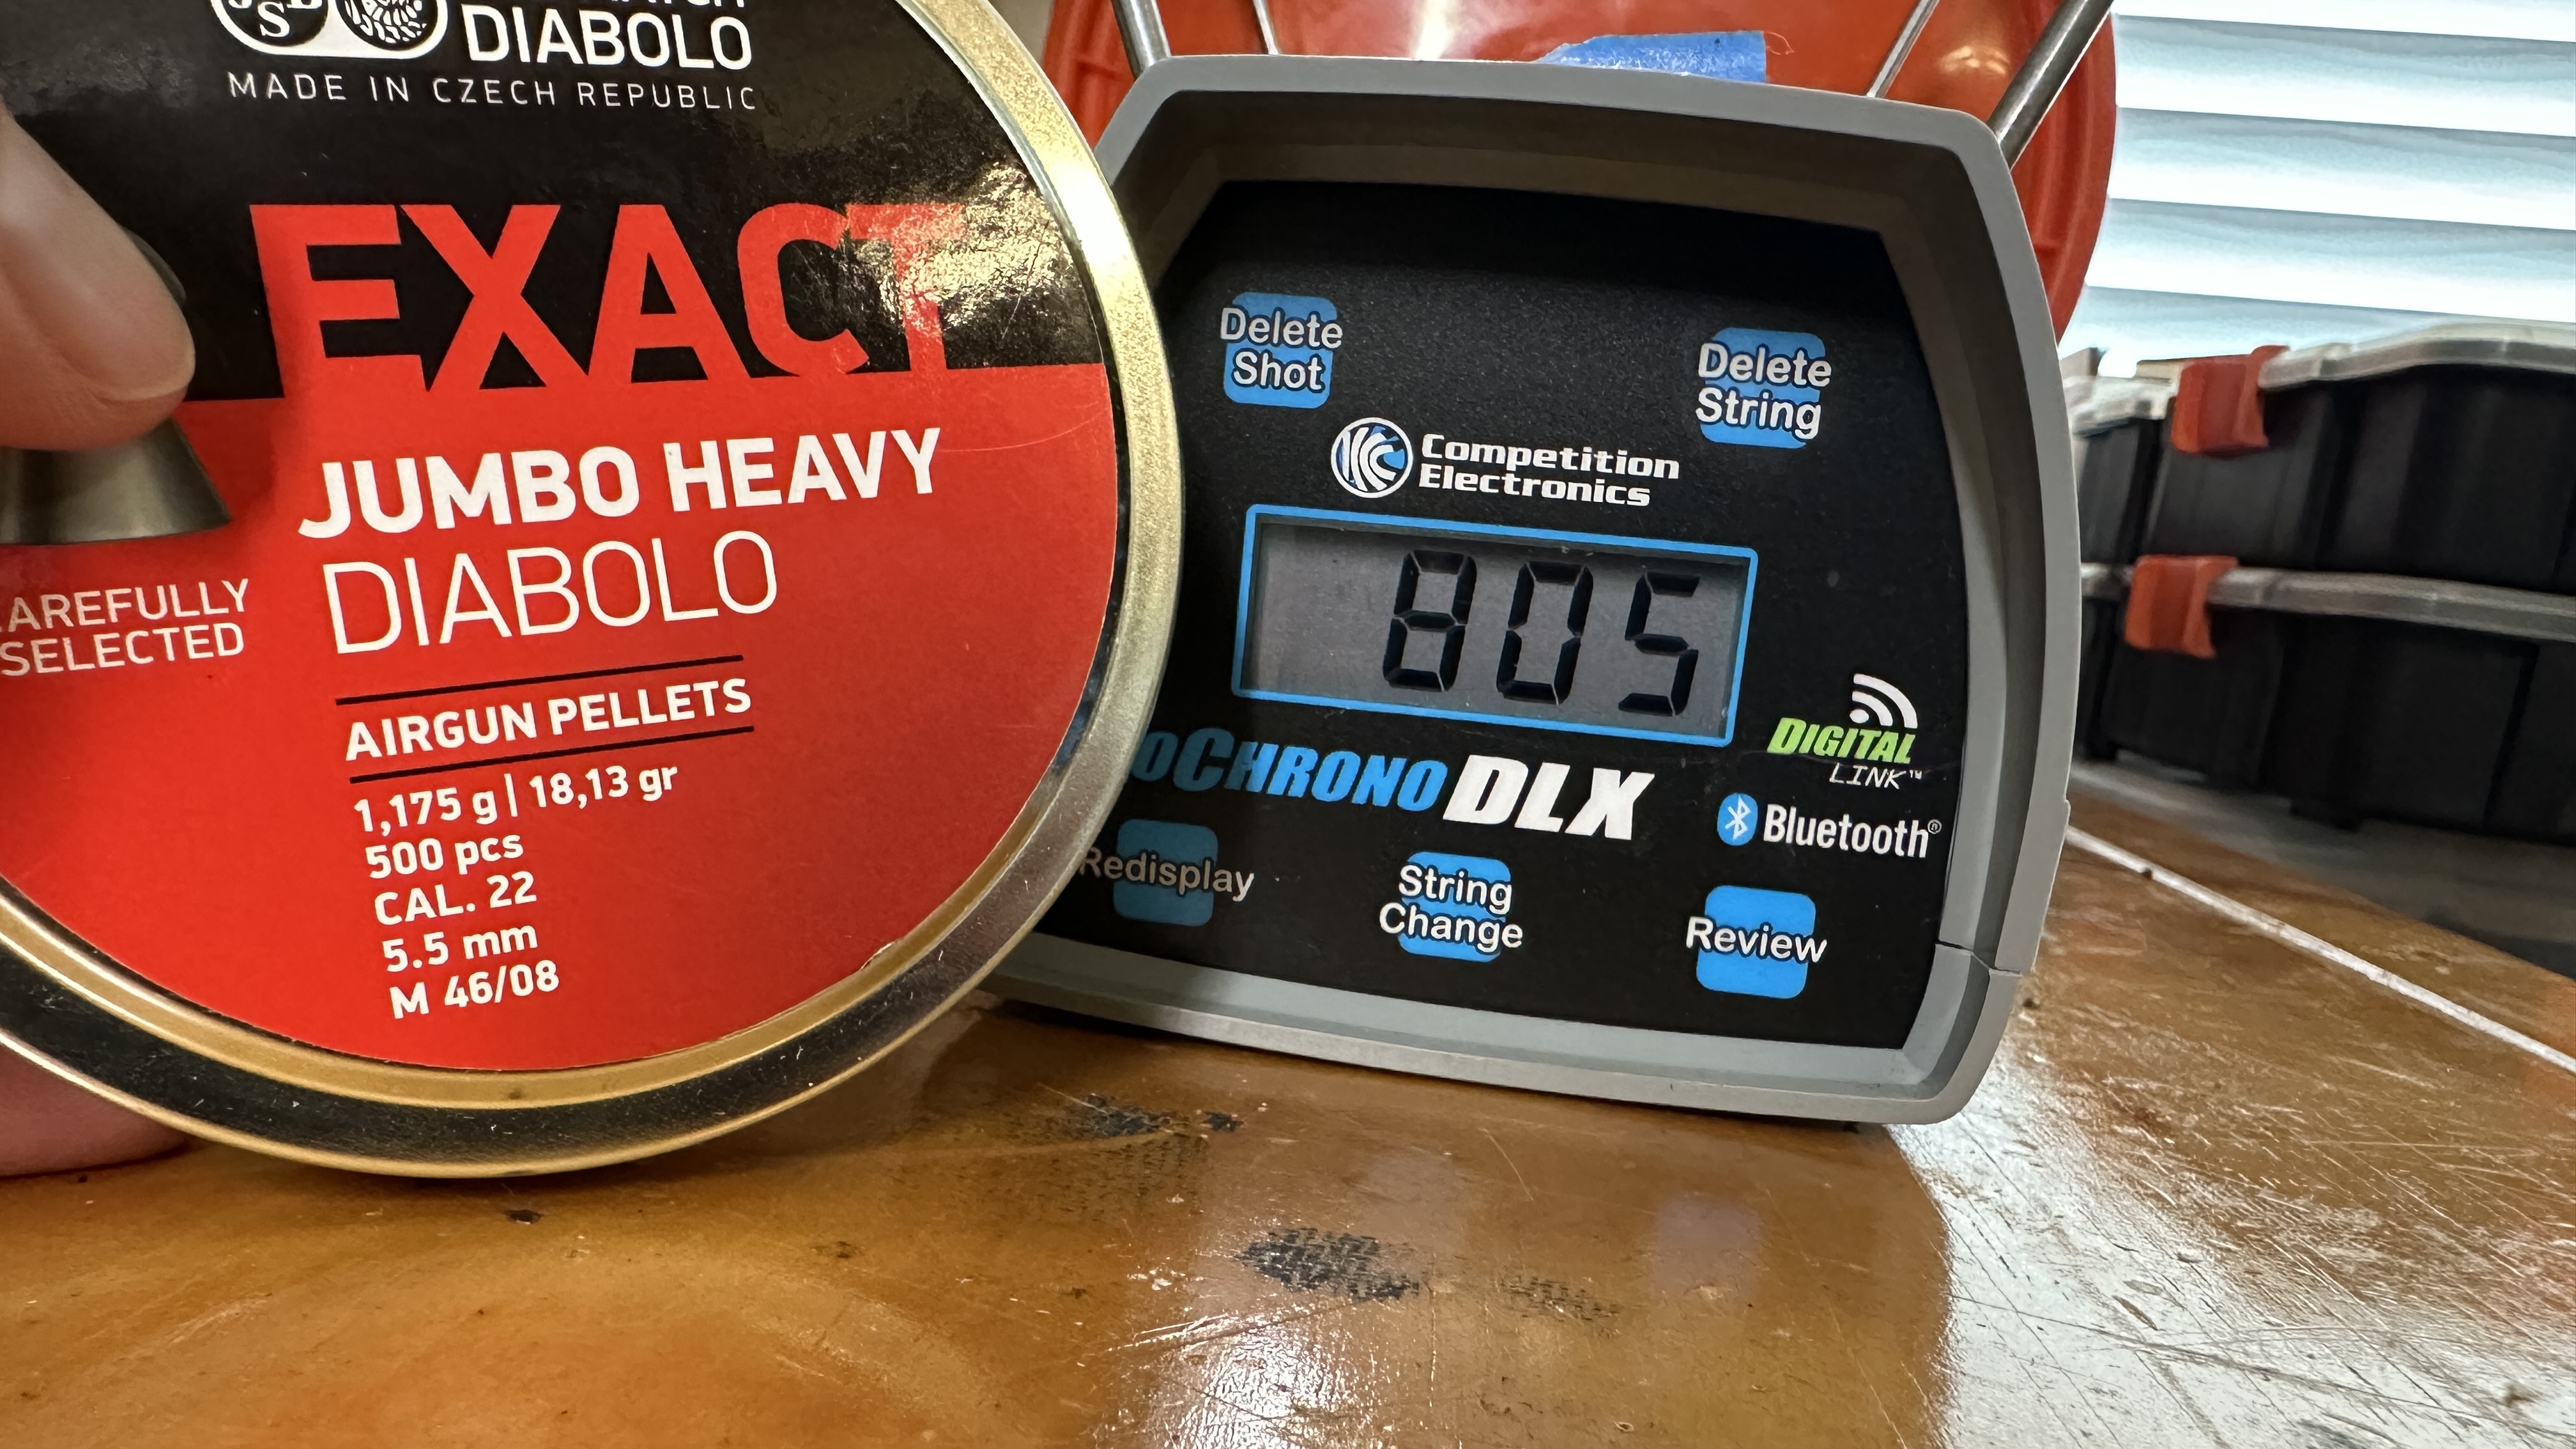 DIABOLO
MADE IN CZECH REPUBLIC
EXACT
JUMBO HEAVY
DIABOLO
SELECTED
AIRGUN PELLETS
1,175 g | 18,13 gr
500 pcs
CAL. 22
5.5 mm
M 46/08
Delete
Shot
Delete
String
Competition
Electronics
805
DLX
DIGITAL
LINK™
Bluetooth®
Redisplay
String
Change
Review